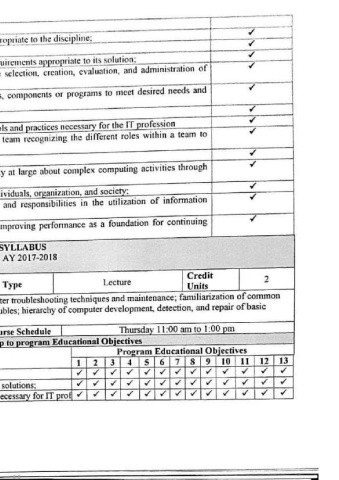 ropriate to the discipline; ✓
✓
uirements appropriate to its solution; ✓
selection, creation, evaluation, and administration of ✓
s, components or programs to meet desired needs and ✓
✓
ols and practices necessary for the IT profession ✓
team recognizing the different roles within a team to ✓
✓
y at large about complex computing activities through ✓
ividuals, organization, and society; ✓
and responsibilities in the utilization of information ✓
mproving performance as a foundation for continuing ✓
SYLLABUS
AY 2017-2018
Type Lecture Credit Units 2
ter troubleshooting techniques and maintenance; familiarization of common
ubles; hierarchy of computer development, detection, and repair of basic
urse Schedule Thursday 11:00 am to 1:00 pm
p to program Educational Objectives
Program Educational Objectives
1 2 3 4 5 6 7 8 9 10 11 12 13
✓ ✓ ✓ ✓ ✓ ✓ ✓ ✓ ✓ ✓ ✓ ✓ ✓
solutions; ✓ ✓ ✓ ✓ ✓ ✓ ✓ ✓ ✓ ✓ ✓ ✓ ✓
ecessary for IT prof ✓ ✓ ✓ ✓ ✓ ✓ ✓ ✓ ✓ ✓ ✓ ✓ ✓